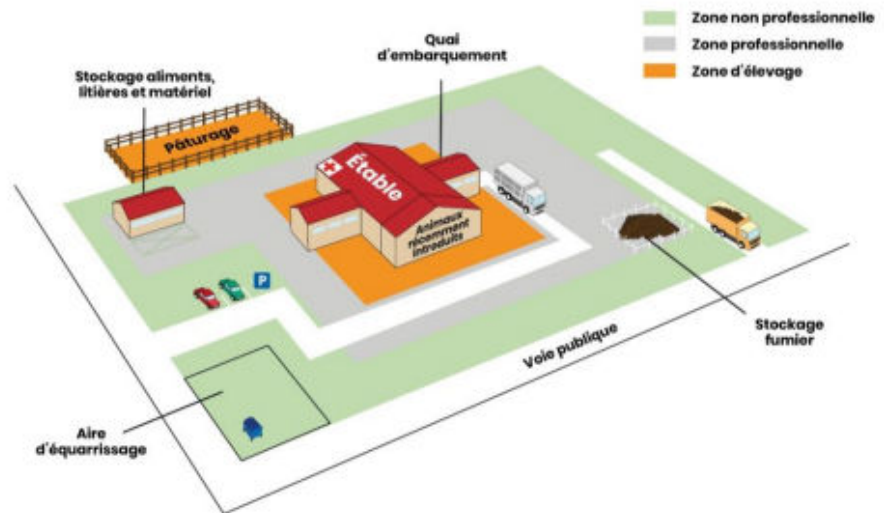 Zone non professionnelle
Zone professionnelle
Zone d'élevage
Quai
d'embarquement
Stockage aliments,
litières et matériel
Pâturage
Étable
Animaux
récemment
introduits
P
Stockage
fumier
Voie publique
Aire
d'équarrissage